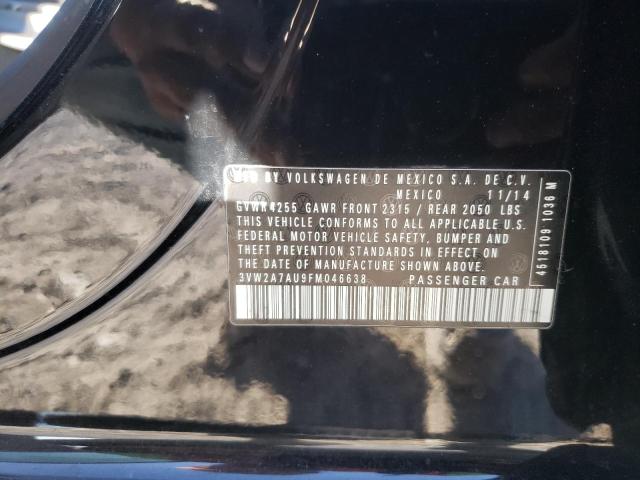 MFD BY VOLKSWAGEN DE MEXICO S.A. DE C.V.
MEXICO 11/14
GVWR 4255 GAWR FRONT 2315 / REAR 2050 LBS
THIS VEHICLE CONFORMS TO ALL APPLICABLE U.S.
FEDERAL MOTOR VEHICLE SAFETY, BUMPER AND
THEFT PREVENTION STANDARDS IN EFFECT ON THE
DATE OF MANUFACTURE SHOWN ABOVE.
3VW2A7AU9FM046638 PASSENGER CAR
4518109 1036 M